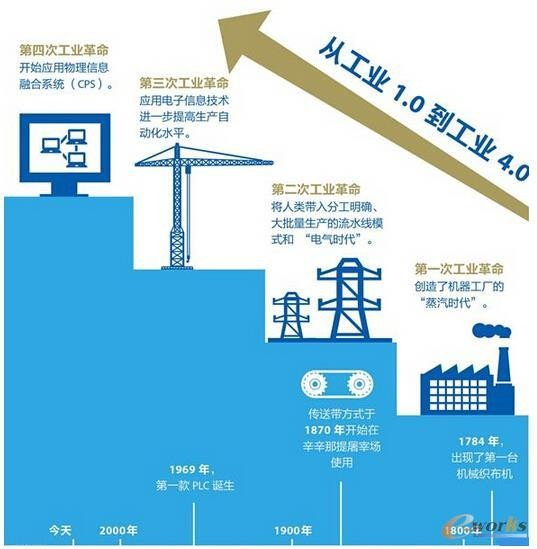 从工业 1.0 到工业 4.0
第四次工业革命
开始应用物理信息
融合系统（CPS）。
第三次工业革命
应用电子信息技术
进一步提高生产自
动化水平。
第二次工业革命
将人类带入分工明确、
大批量生产的流水线模
式和 “电气时代”。
第一次工业革命
创造了机器工厂的
“蒸汽时代”。
传送带方式于
1870 年开始在
辛辛那提屠宰场
使用
1784 年，
出现了第一台
机械织布机
1969 年，
第一款 PLC 诞生
今天
2000年
1900年
1800年
e works